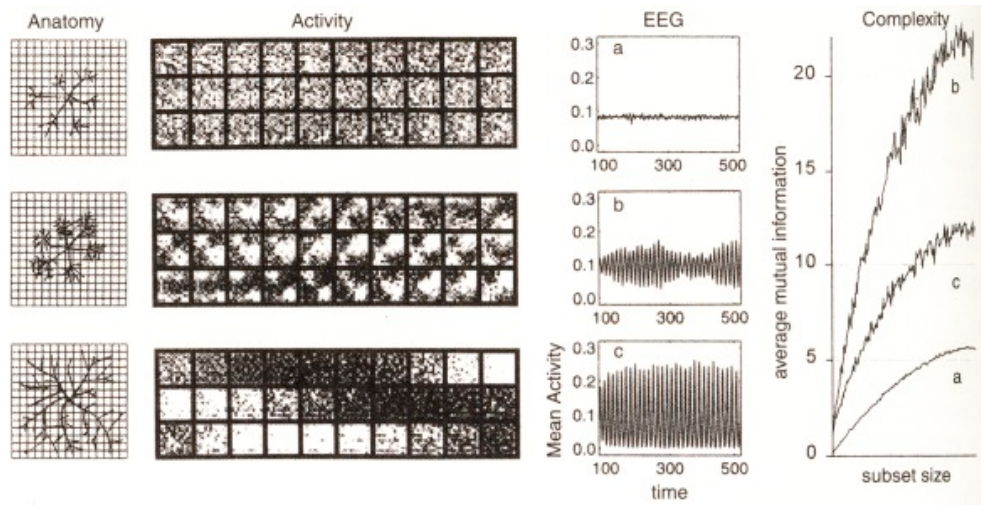 Anatomy
Activity
EEG
Complexity
a
0.3
0.2
0.1
0.0
100 300 500
b
0.3
0.2
0.1
0.0
100 300 500
c
0.3
0.2
0.1
0.0
100 300 500
Mean Activity
time
20
15
10
5
0
average mutual information
b
c
a
subset size